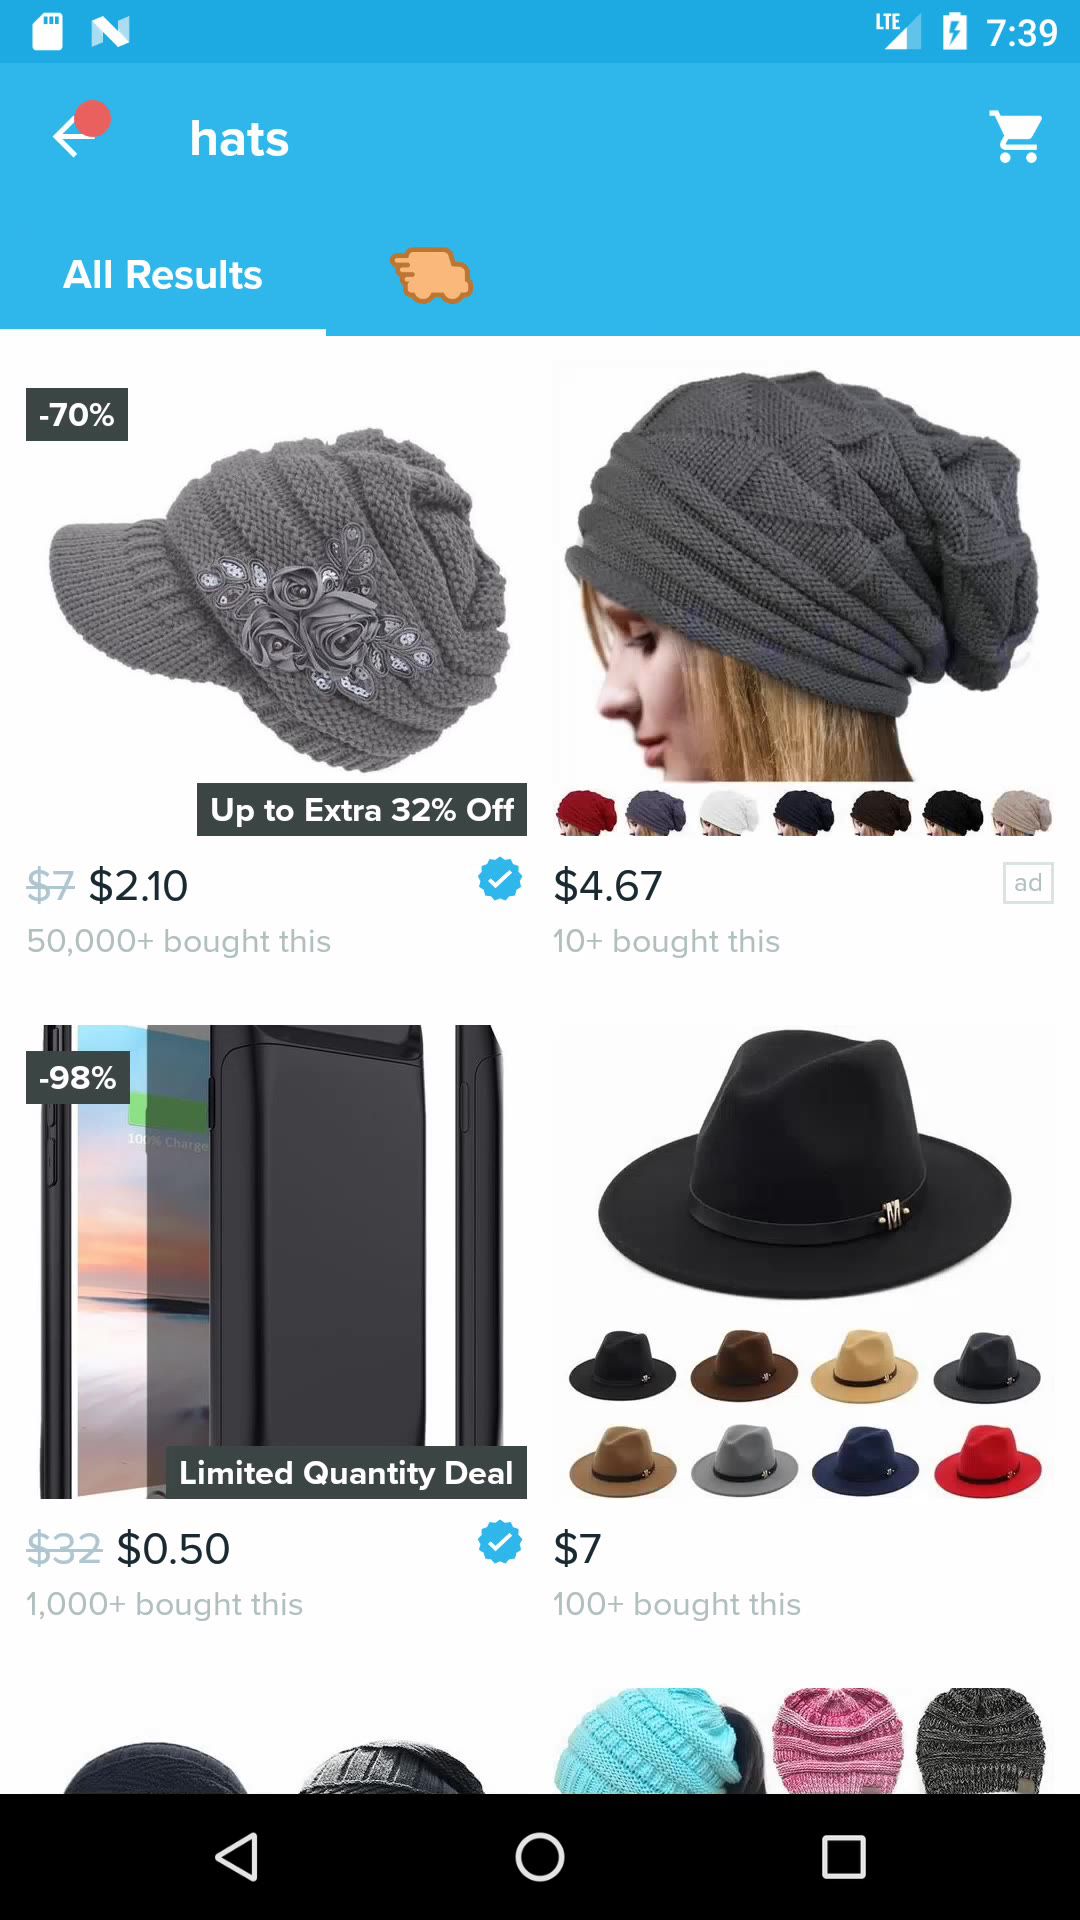 LTE 7:39
hats
All Results
-70%
Up to Extra 32% Off
$7 $2.10
50,000+ bought this
$4.67
ad
10+ bought this
-98%
100% Charge
Limited Quantity Deal
$32 $0.50
1,000+ bought this
M
$7
100+ bought this